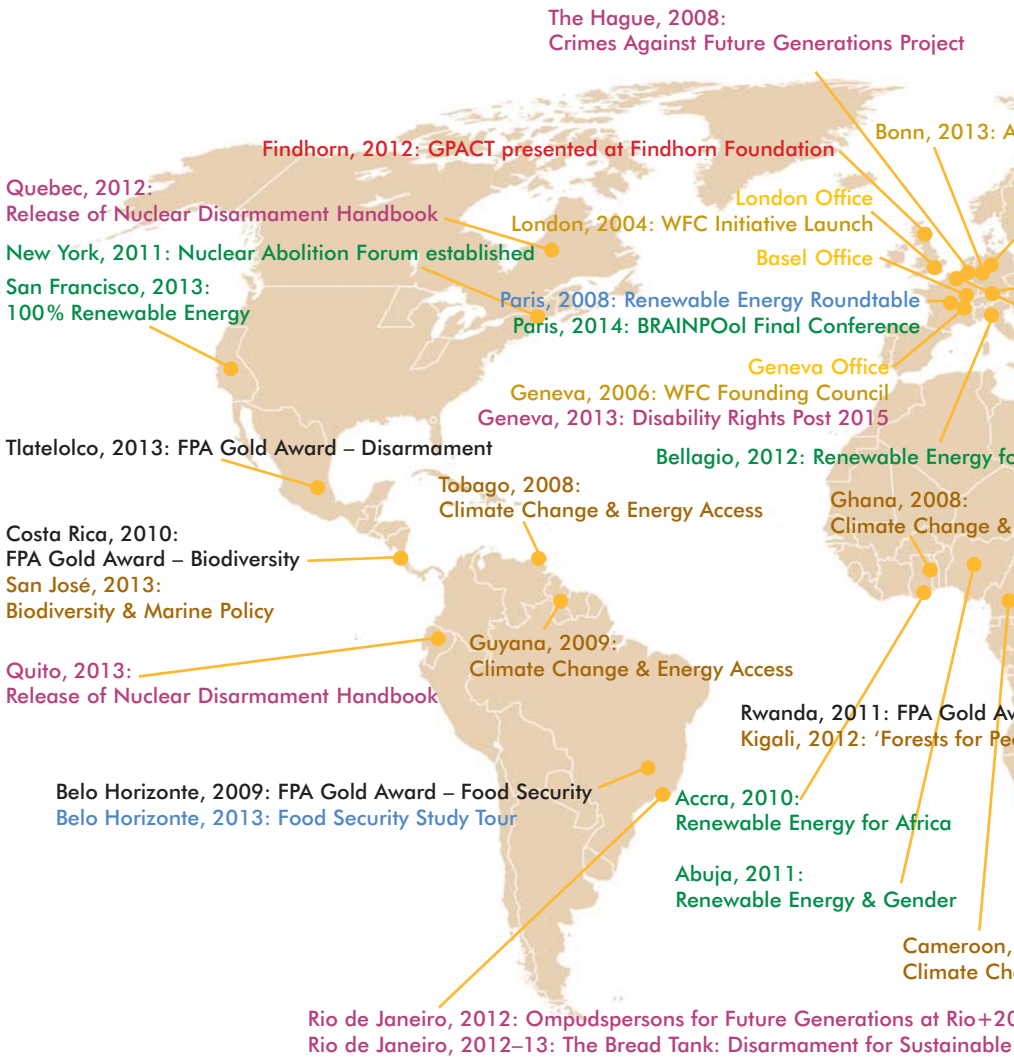 The Hague, 2008:
Crimes Against Future Generations Project
Bonn, 2013: A
Findhorn, 2012: GPACT presented at Findhorn Foundation
Quebec, 2012:
Release of Nuclear Disarmament Handbook
London Office
London, 2004: WFC Initiative Launch
New York, 2011: Nuclear Abolition Forum established
Basel Office
San Francisco, 2013:
100% Renewable Energy
Paris, 2008: Renewable Energy Roundtable
Paris, 2014: BRAINPOol Final Conference
Geneva Office
Geneva, 2006: WFC Founding Council
Geneva, 2013: Disability Rights Post 2015
Tlatelolco, 2013: FPA Gold Award – Disarmament
Bellagio, 2012: Renewable Energy fo
Tobago, 2008:
Climate Change & Energy Access
Ghana, 2008:
Climate Change &
Costa Rica, 2010:
FPA Gold Award – Biodiversity
San José, 2013:
Biodiversity & Marine Policy
Guyana, 2009:
Climate Change & Energy Access
Quito, 2013:
Release of Nuclear Disarmament Handbook
Rwanda, 2011: FPA Gold Aw
Kigali, 2012: ‘Forests for Peo
Belo Horizonte, 2009: FPA Gold Award – Food Security
Belo Horizonte, 2013: Food Security Study Tour
Accra, 2010:
Renewable Energy for Africa
Abuja, 2011:
Renewable Energy & Gender
Cameroon,
Climate Cha
Rio de Janeiro, 2012: Ompudspersons for Future Generations at Rio+20
Rio de Janeiro, 2012–13: The Bread Tank: Disarmament for Sustainable